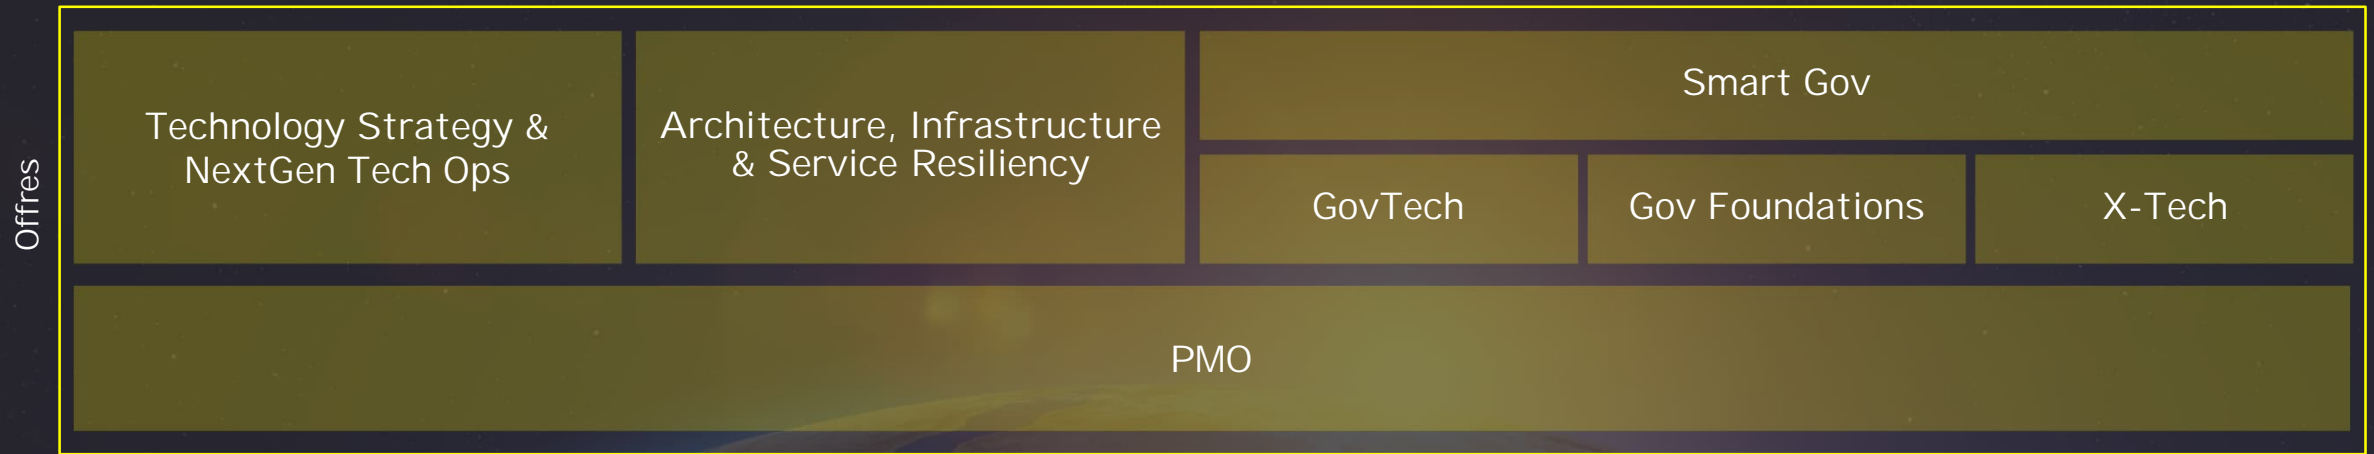 Offres
Technology Strategy &
NextGen Tech Ops
Architecture, Infrastructure
& Service Resiliency
Smart Gov
GovTech
Gov Foundations
X-Tech
PMO